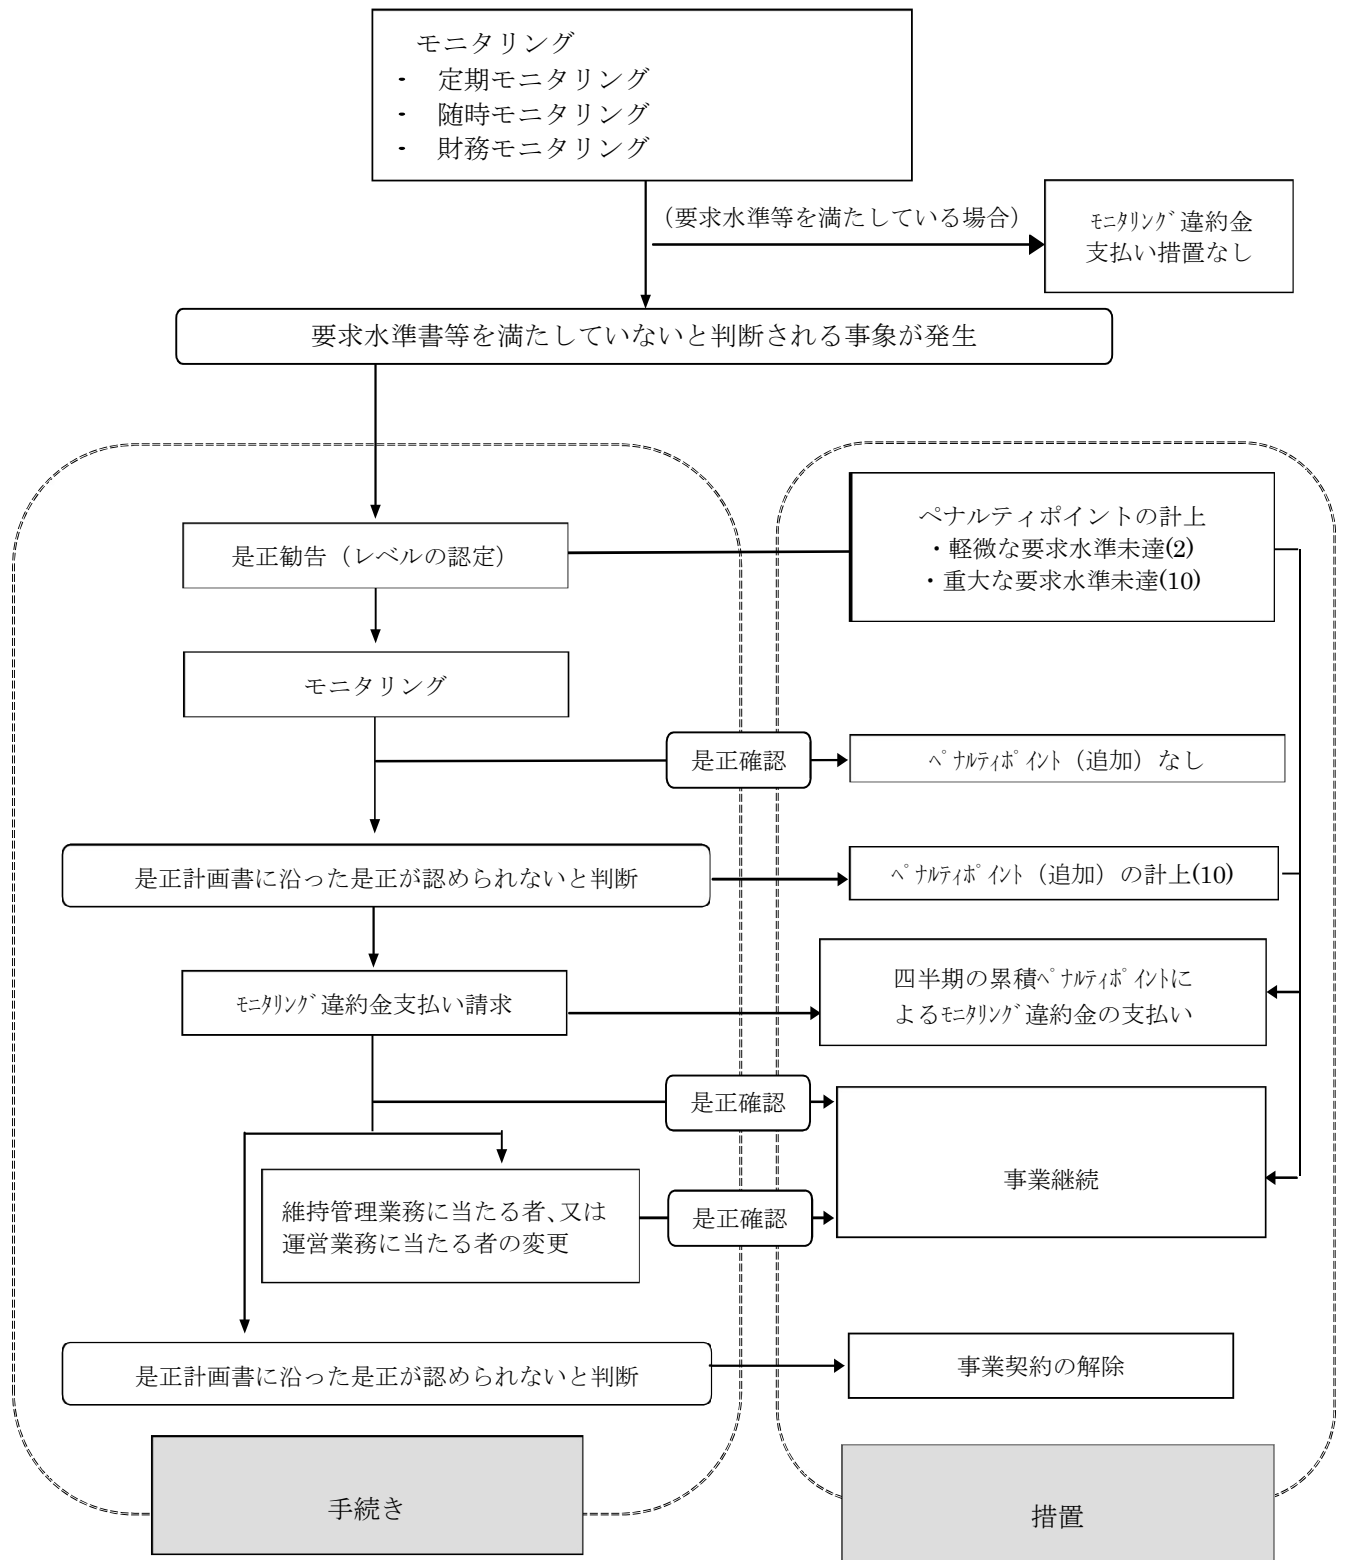 モニタリング
- 定期モニタリング
- 随時モニタリング
- 財務モニタリング
（要求水準等を満たしている場合）
ﾓﾆﾀﾘﾝｸﾞ違約金
支払い措置なし
要求水準書等を満たしていないと判断される事象が発生
是正勧告（レベルの認定）
ペナルティポイントの計上
・軽微な要求水準未達(2)
・重大な要求水準未達(10)
モニタリング
是正確認
ﾍﾟﾅﾙﾃｨﾎﾟｲﾝﾄ（追加）なし
是正計画書に沿った是正が認められないと判断
ﾍﾟﾅﾙﾃｨﾎﾟｲﾝﾄ（追加）の計上(10)
ﾓﾆﾀﾘﾝｸﾞ違約金支払い請求
四半期の累積ﾍﾟﾅﾙﾃｨﾎﾟｲﾝﾄに
よるﾓﾆﾀﾘﾝｸﾞ違約金の支払い
是正確認
事業継続
維持管理業務に当たる者、又は
運営業務に当たる者の変更
是正確認
是正計画書に沿った是正が認められないと判断
事業契約の解除
手続き
措置